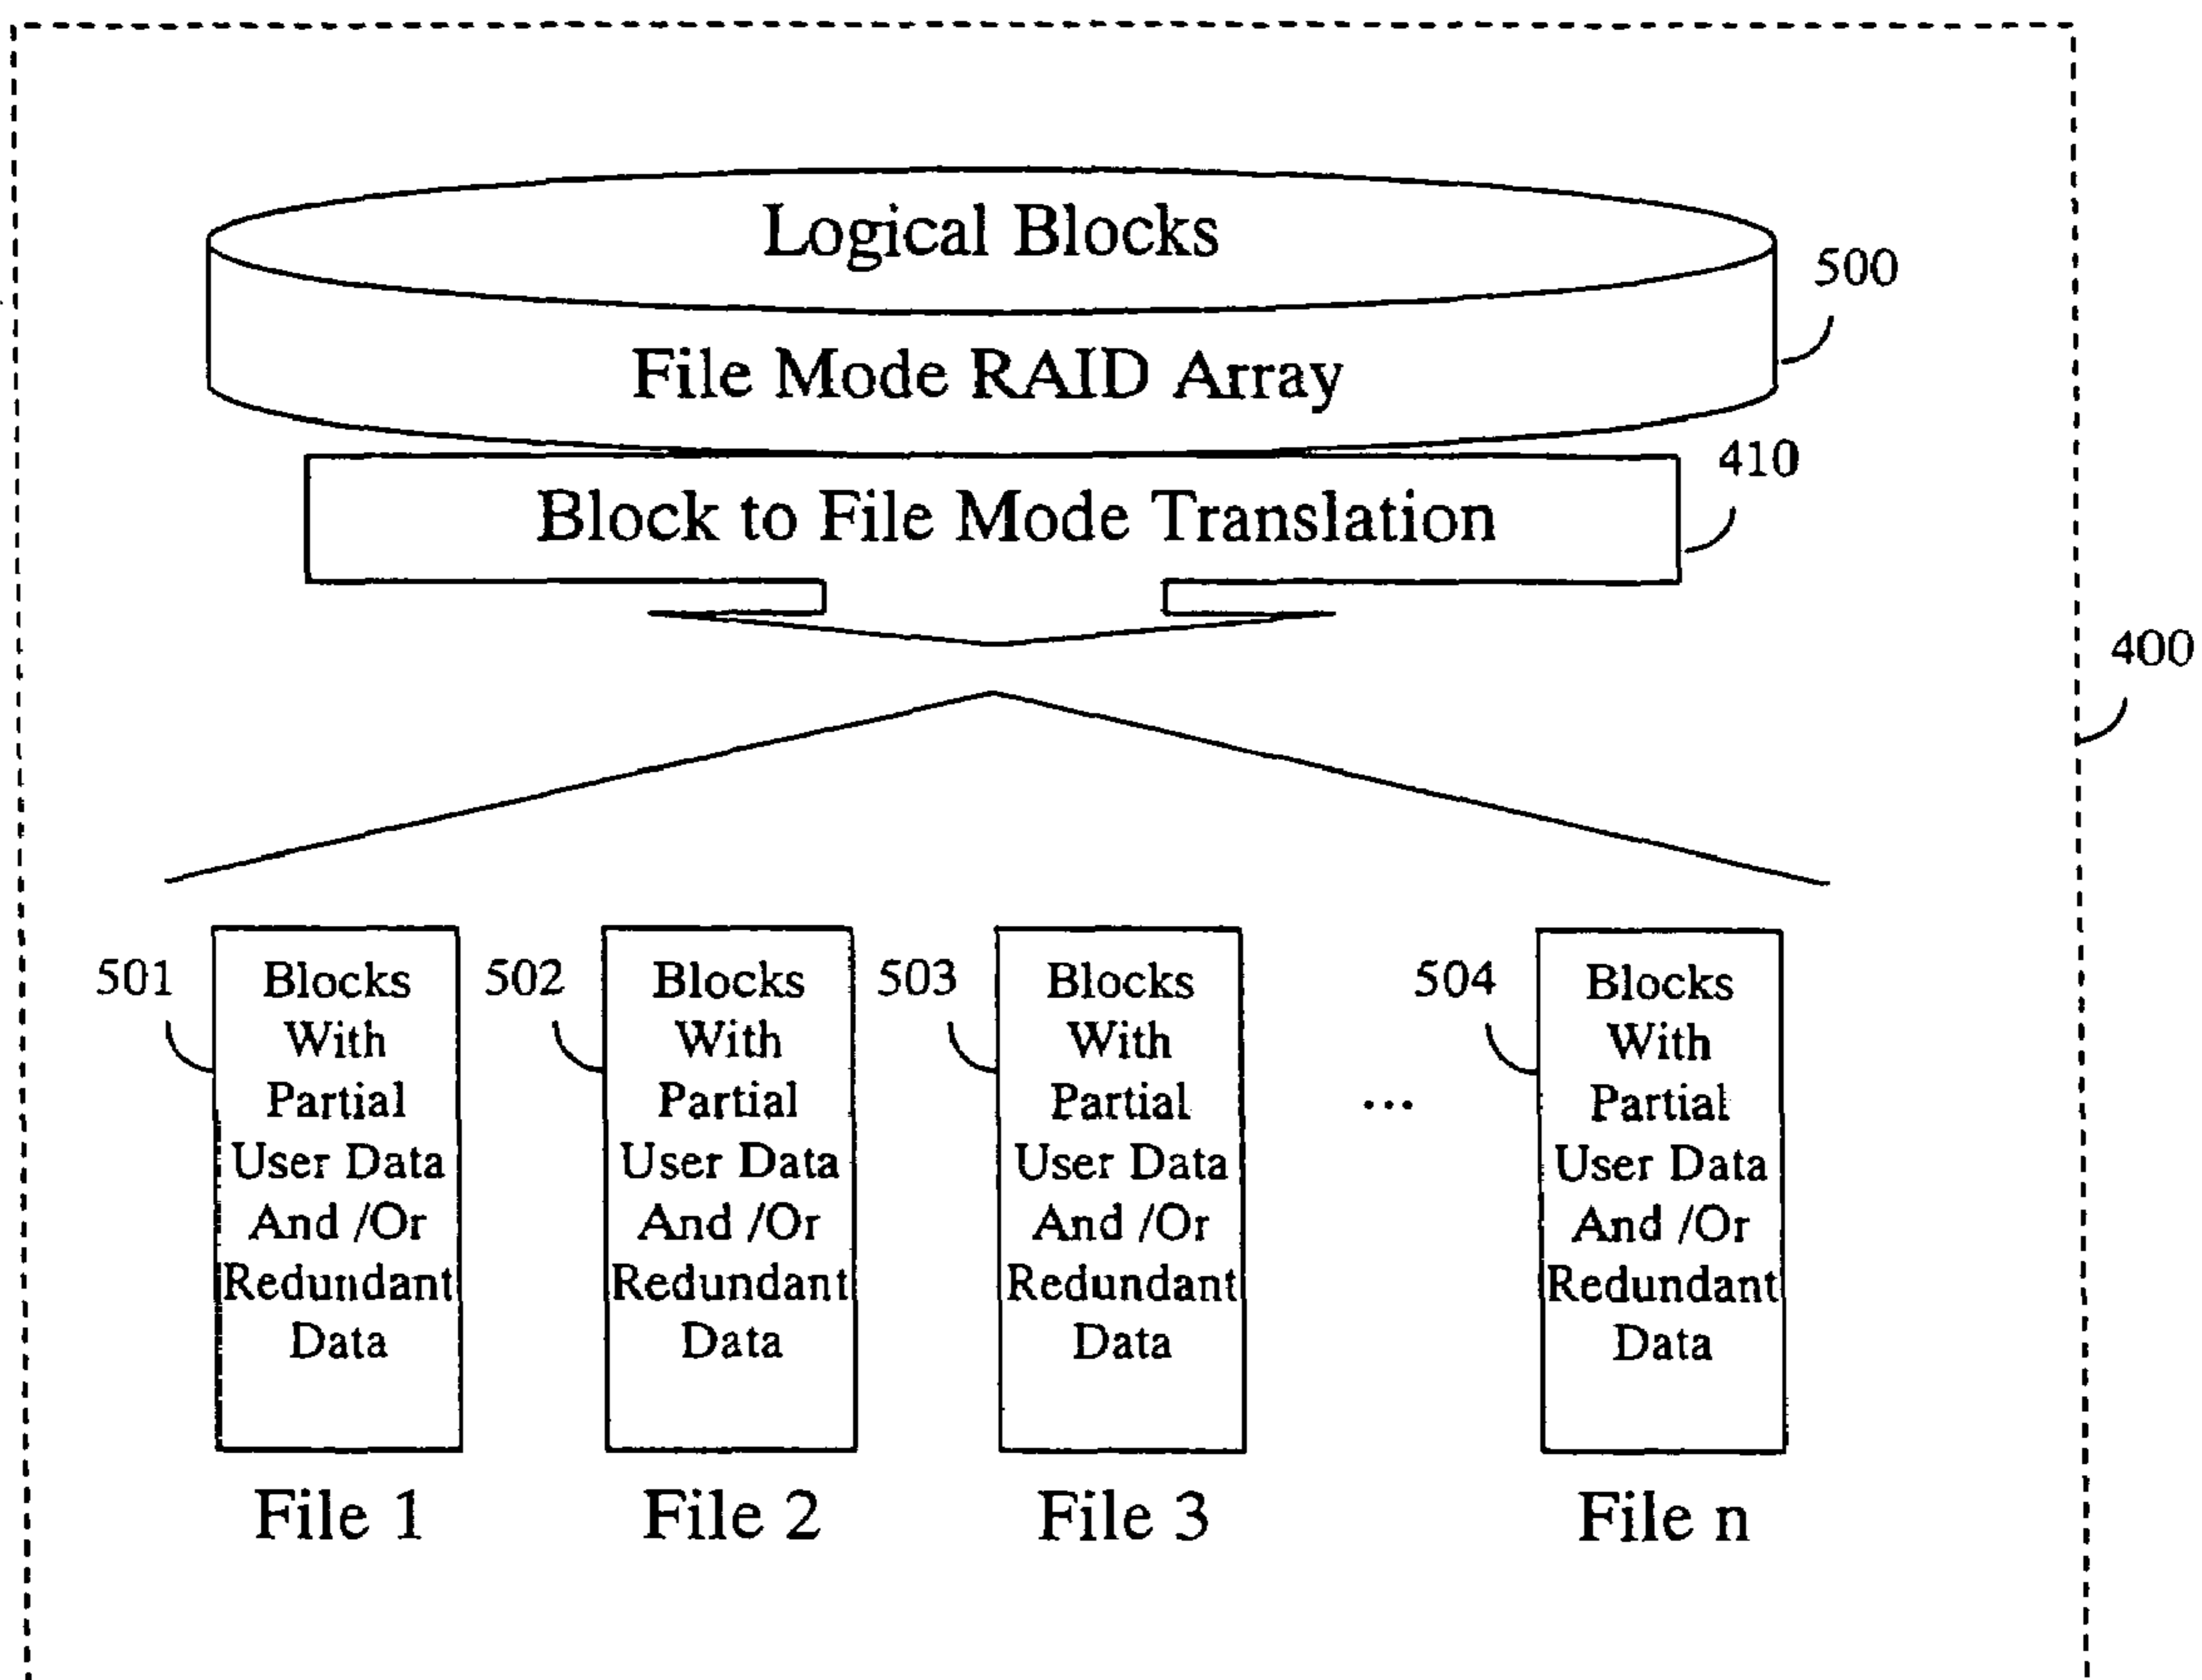 Logical Blocks
500
File Mode RAID Array
410
Block to File Mode Translation
400
501
Blocks
With
Partial
User Data
And /Or
Redundant
Data
File 1
502
Blocks
With
Partial
User Data
And /Or
Redundant
Data
File 2
503
Blocks
With
Partial
User Data
And /Or
Redundant
Data
File 3
...
504
Blocks
With
Partial
User Data
And /Or
Redundant
Data
File n